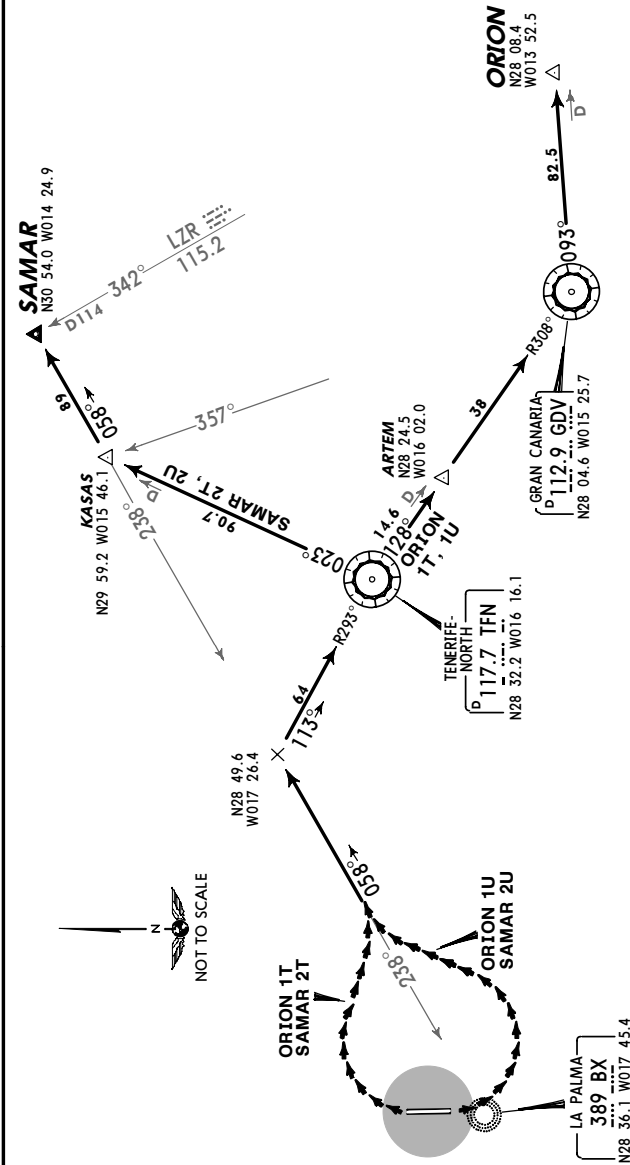 SAMAR
N30 54.0 W014 24.9
D114
342°
LZR
115.2
89
058°
KASAS
N29 59.2 W015 46.1
238°
357°
D
90.7
SAMAR 2T, 2U
023°
ORION
N28 08.4
W013 52.5
D
82.5
093°
ARTEM
N28 24.5
W016 02.0
D
14.6
128°
ORION
1T, 1U
38
R308°
GRAN CANARIA
D
112.9 GDV
N28 04.6 W015 25.7
TENERIFE-
NORTH
D
117.7 TFN
N28 32.2 W016 16.1
R293°
64
113°
N28 49.6
W017 26.4
N
NOT TO SCALE
058°
238°
ORION 1T
SAMAR 2T
ORION 1U
SAMAR 2U
LA PALMA
389 BX
N28 36.1 W017 45.4